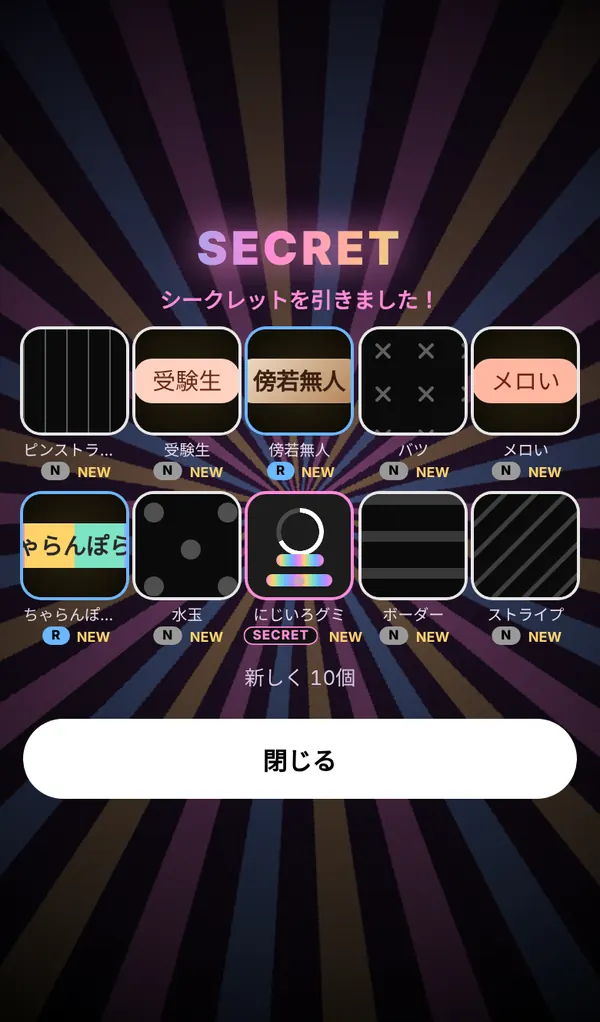 SECRET
シークレットを引きました！
受験生
傍若無人
メロい
ピンストラ...
受験生
傍若無人
バツ
メロい
N NEW
N NEW
R NEW
N NEW
N NEW
ゃらんぽら
ちゃらんぽ...
水玉
にじいろグミ
ボーダー
ストライプ
R NEW
N NEW
SECRET NEW
N NEW
N NEW
新しく 10個
閉じる